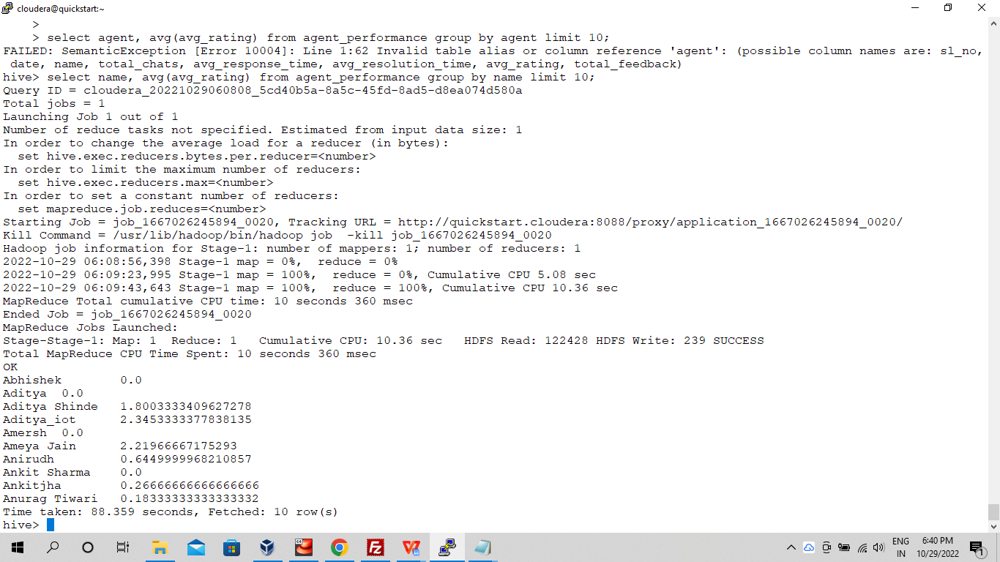 cloudera@quickstart:~
>
> select agent, avg(avg_rating) from agent_performance group by agent limit 10;
FAILED: SemanticException [Error 10004]: Line 1:62 Invalid table alias or column reference 'agent': (possible column names are: sl_no,
date, name, total_chats, avg_response_time, avg_resolution_time, avg_rating, total_feedback)
hive> select name, avg(avg_rating) from agent_performance group by name limit 10;
Query ID = cloudera_20221029060808_5cd40b5a-8a5c-45fd-8ad5-d8ea074d580a
Total jobs = 1
Launching Job 1 out of 1
Number of reduce tasks not specified. Estimated from input data size: 1
In order to change the average load for a reducer (in bytes):
  set hive.exec.reducers.bytes.per.reducer=<number>
In order to limit the maximum number of reducers:
  set hive.exec.reducers.max=<number>
In order to set a constant number of reducers:
  set mapreduce.job.reduces=<number>
Starting Job = job_1667026245894_0020, Tracking URL = http://quickstart.cloudera:8088/proxy/application_1667026245894_0020/
Kill Command = /usr/lib/hadoop/bin/hadoop job  -kill job_1667026245894_0020
Hadoop job information for Stage-1: number of mappers: 1; number of reducers: 1
2022-10-29 06:08:56,398 Stage-1 map = 0%,  reduce = 0%
2022-10-29 06:09:23,995 Stage-1 map = 100%,  reduce = 0%, Cumulative CPU 5.08 sec
2022-10-29 06:09:43,643 Stage-1 map = 100%,  reduce = 100%, Cumulative CPU 10.36 sec
MapReduce Total cumulative CPU time: 10 seconds 360 msec
Ended Job = job_1667026245894_0020
MapReduce Jobs Launched:
Stage-Stage-1: Map: 1  Reduce: 1   Cumulative CPU: 10.36 sec   HDFS Read: 122428 HDFS Write: 239 SUCCESS
Total MapReduce CPU Time Spent: 10 seconds 360 msec
OK
Abhishek        0.0
Aditya  0.0
Aditya Shinde   1.8003333409627278
Aditya_iot      2.3453333377838135
Amersh  0.0
Ameya Jain      2.21966667175293
Anirudh         0.6449999968210857
Ankit Sharma    0.0
Ankitjha        0.26666666666666666
Anurag Tiwari   0.18333333333333332
Time taken: 88.359 seconds, Fetched: 10 row(s)
hive>
64
ENG
IN
6:40 PM
10/29/2022
1